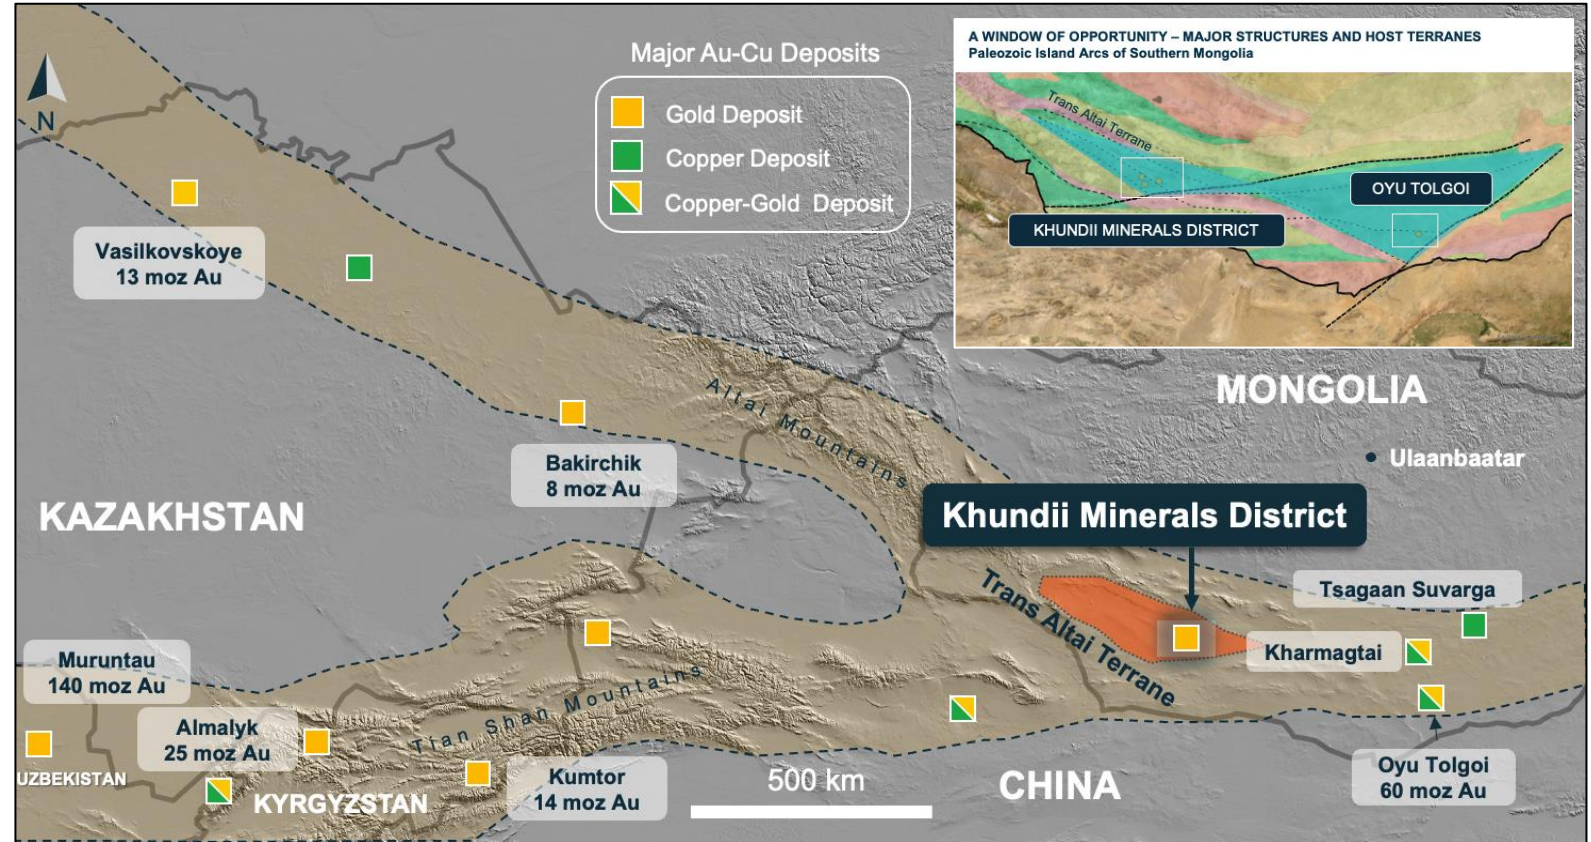 Major Au-Cu Deposits
Gold Deposit
Copper Deposit
Copper-Gold Deposit
A WINDOW OF OPPORTUNITY – MAJOR STRUCTURES AND HOST TERRANES
Paleozoic Island Arcs of Southern Mongolia
Trans Altai Terrane
OYU TOLGOI
KHUNDII MINERALS DISTRICT
N
Vasilkovskoye
13 moz Au
Altai Mountains
MONGOLIA
Ulaanbaatar
Bakirchik
8 moz Au
KAZAKHSTAN
Khundii Minerals District
Trans Altai Terrane
Tsagaan Suvarga
Kharmagtai
Muruntau
140 moz Au
Almalyk
25 moz Au
Tian Shan Mountains
UZBEKISTAN
KYRGYZSTAN
Kumtor
14 moz Au
500 km
CHINA
Oyu Tolgoi
60 moz Au